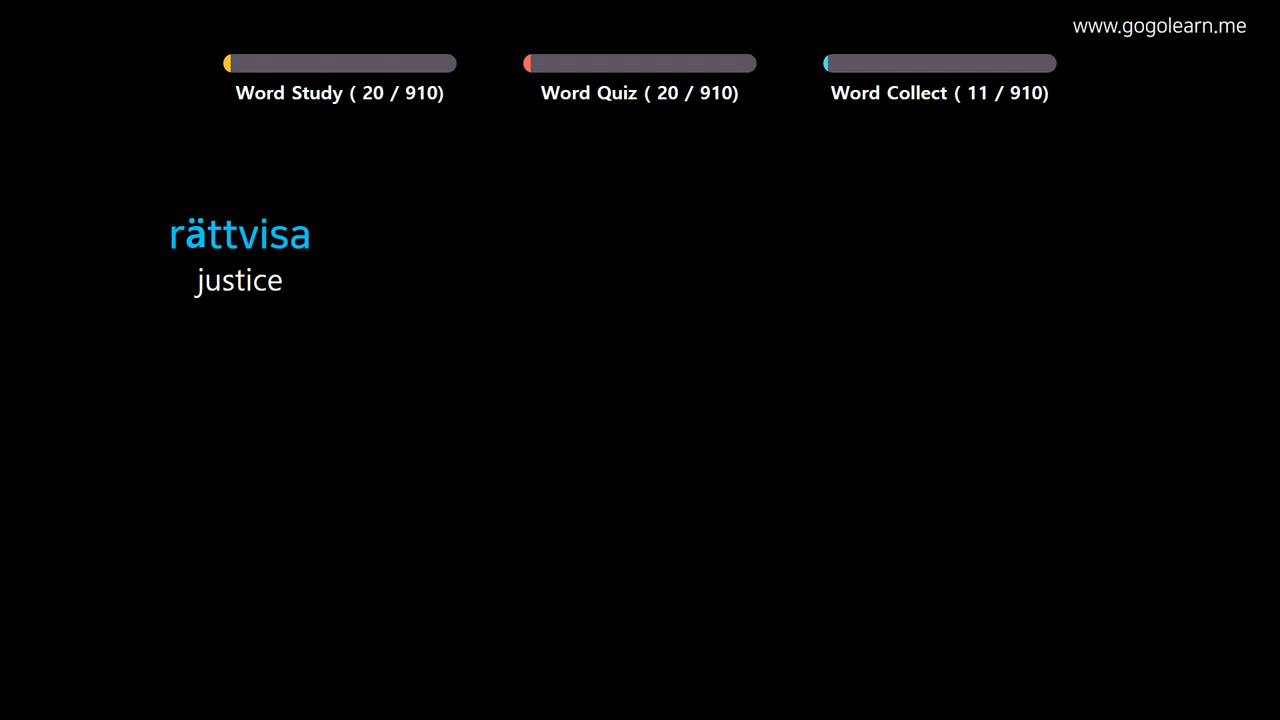 www.gogolearn.me
Word Study ( 20 / 910)
Word Quiz ( 20 / 910)
Word Collect ( 11 / 910)
rättvisa
justice